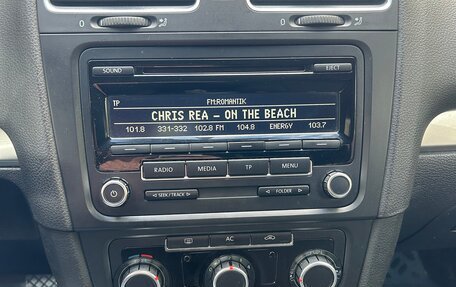 SOUND
EJECT
TP
FM:ROMANTIK
CHRIS REA – ON THE BEACH
101.8 331-332 102.8 FM 104.8 ENERGY 103.7
RADIO MEDIA TP MENU
SEEK / TRACK
FOLDER
AC